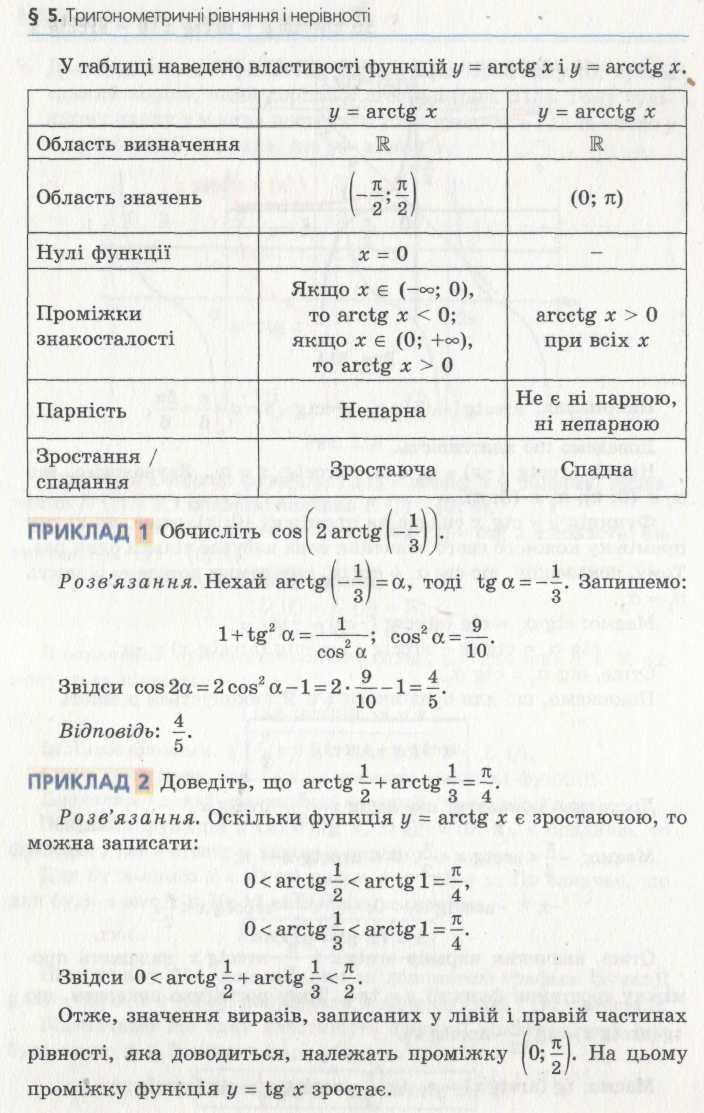 § 5. Тригонометричні рівняння і нерівності
У таблиці наведено властивості функцій y = arctg x і y = arcctg x.
y = arctg x y = arcctg x
Область визначення ℝ ℝ
Область значень (−π/2; π/2) (0; π)
Нулі функції x = 0 –
Проміжки знакосталості
Якщо x ∈ (−∞; 0),
то arctg x < 0;
якщо x ∈ (0; +∞),
то arctg x > 0
arcctg x > 0
при всіх x
Парність Непарна
Не є ні парною,
ні непарною
Зростання /
спадання
Зростаюча Спадна
ПРИКЛАД 1 Обчисліть cos(2 arctg(−1/3)).
Розв'язання. Нехай arctg(−1/3) = α, тоді tg α = −1/3. Запишемо:
1 + tg² α = 1/cos² α; cos² α = 9/10.
Звідси cos 2α = 2 cos² α − 1 = 2 · 9/10 − 1 = 4/5.
Відповідь: 4/5.
ПРИКЛАД 2 Доведіть, що arctg 1/2 + arctg 1/3 = π/4.
Розв'язання. Оскільки функція y = arctg x є зростаючою, то
можна записати:
0 < arctg 1/2 < arctg 1 = π/4,
0 < arctg 1/3 < arctg 1 = π/4.
Звідси 0 < arctg 1/2 + arctg 1/3 < π/2.
Отже, значення виразів, записаних у лівій і правій частинах
рівності, яка доводиться, належать проміжку (0; π/2). На цьому
проміжку функція y = tg x зростає.